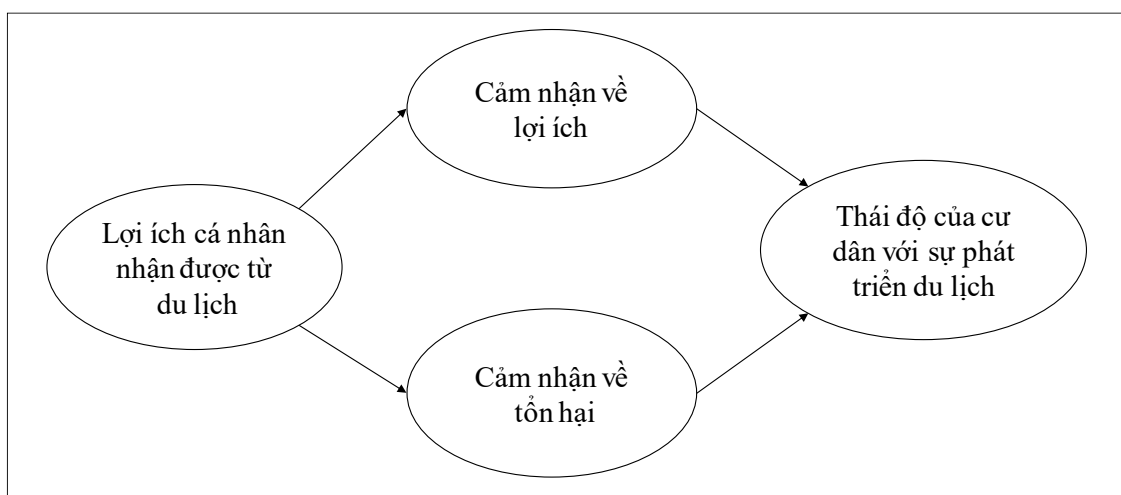 Cảm nhận về
lợi ích
Lợi ích cá nhân
nhận được từ
du lịch
Thái độ của cư
dân với sự phát
triển du lịch
Cảm nhận về
tổn hại